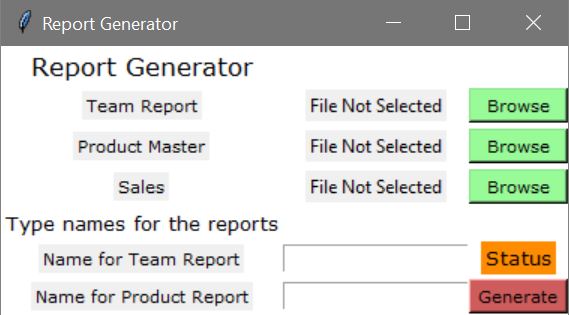 Report Generator
Report Generator
Team Report File Not Selected Browse
Product Master File Not Selected Browse
Sales File Not Selected Browse
Type names for the reports
Name for Team Report Status
Name for Product Report Generate